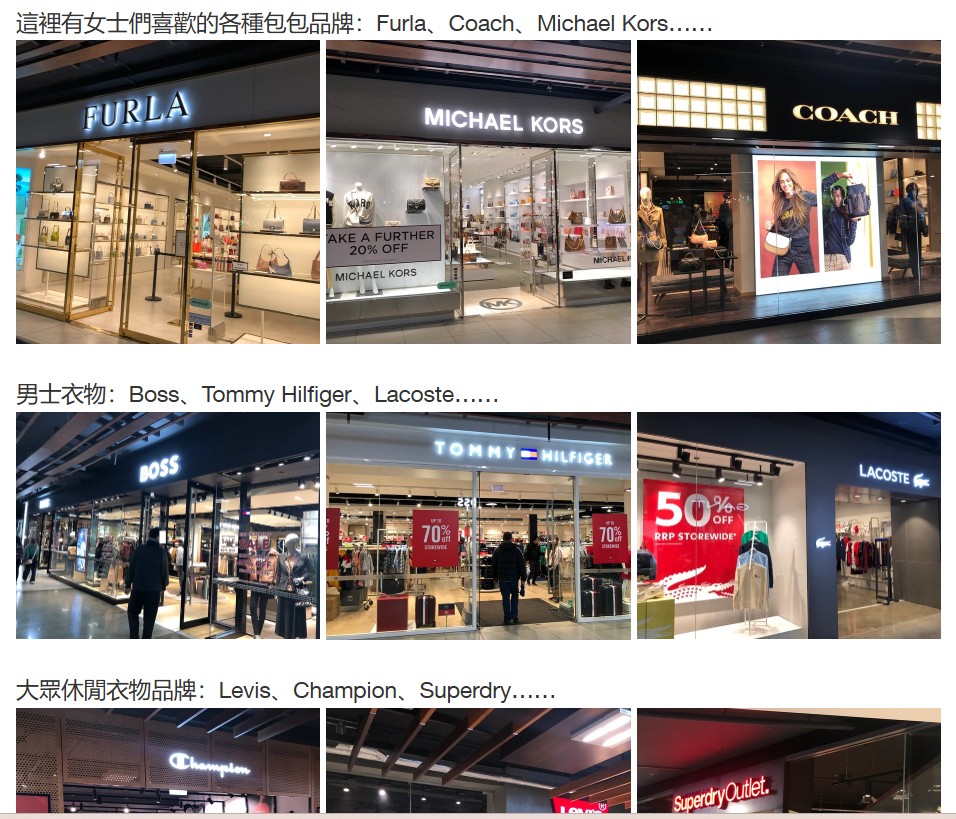 這裡有女士們喜歡的各種包包品牌：Furla、Coach、Michael Kors……
FURLA
MICHAEL KORS
AKE A FURTHER
20% OFF
MICHAEL KORS
MICHAEL K
MK
COACH
男士衣物：Boss、Tommy Hilfiger、Lacoste……
BOSS
TOMMY HILFIGER
UP TO
70% off
STOREWIDE
UP TO
70% off
STOREWIDE
50% OFF
RRP STOREWIDE*
LACOSTE
大眾休閒衣物品牌：Levis、Champion、Superdry……
Champion
Levi's
Superdry Outlet.